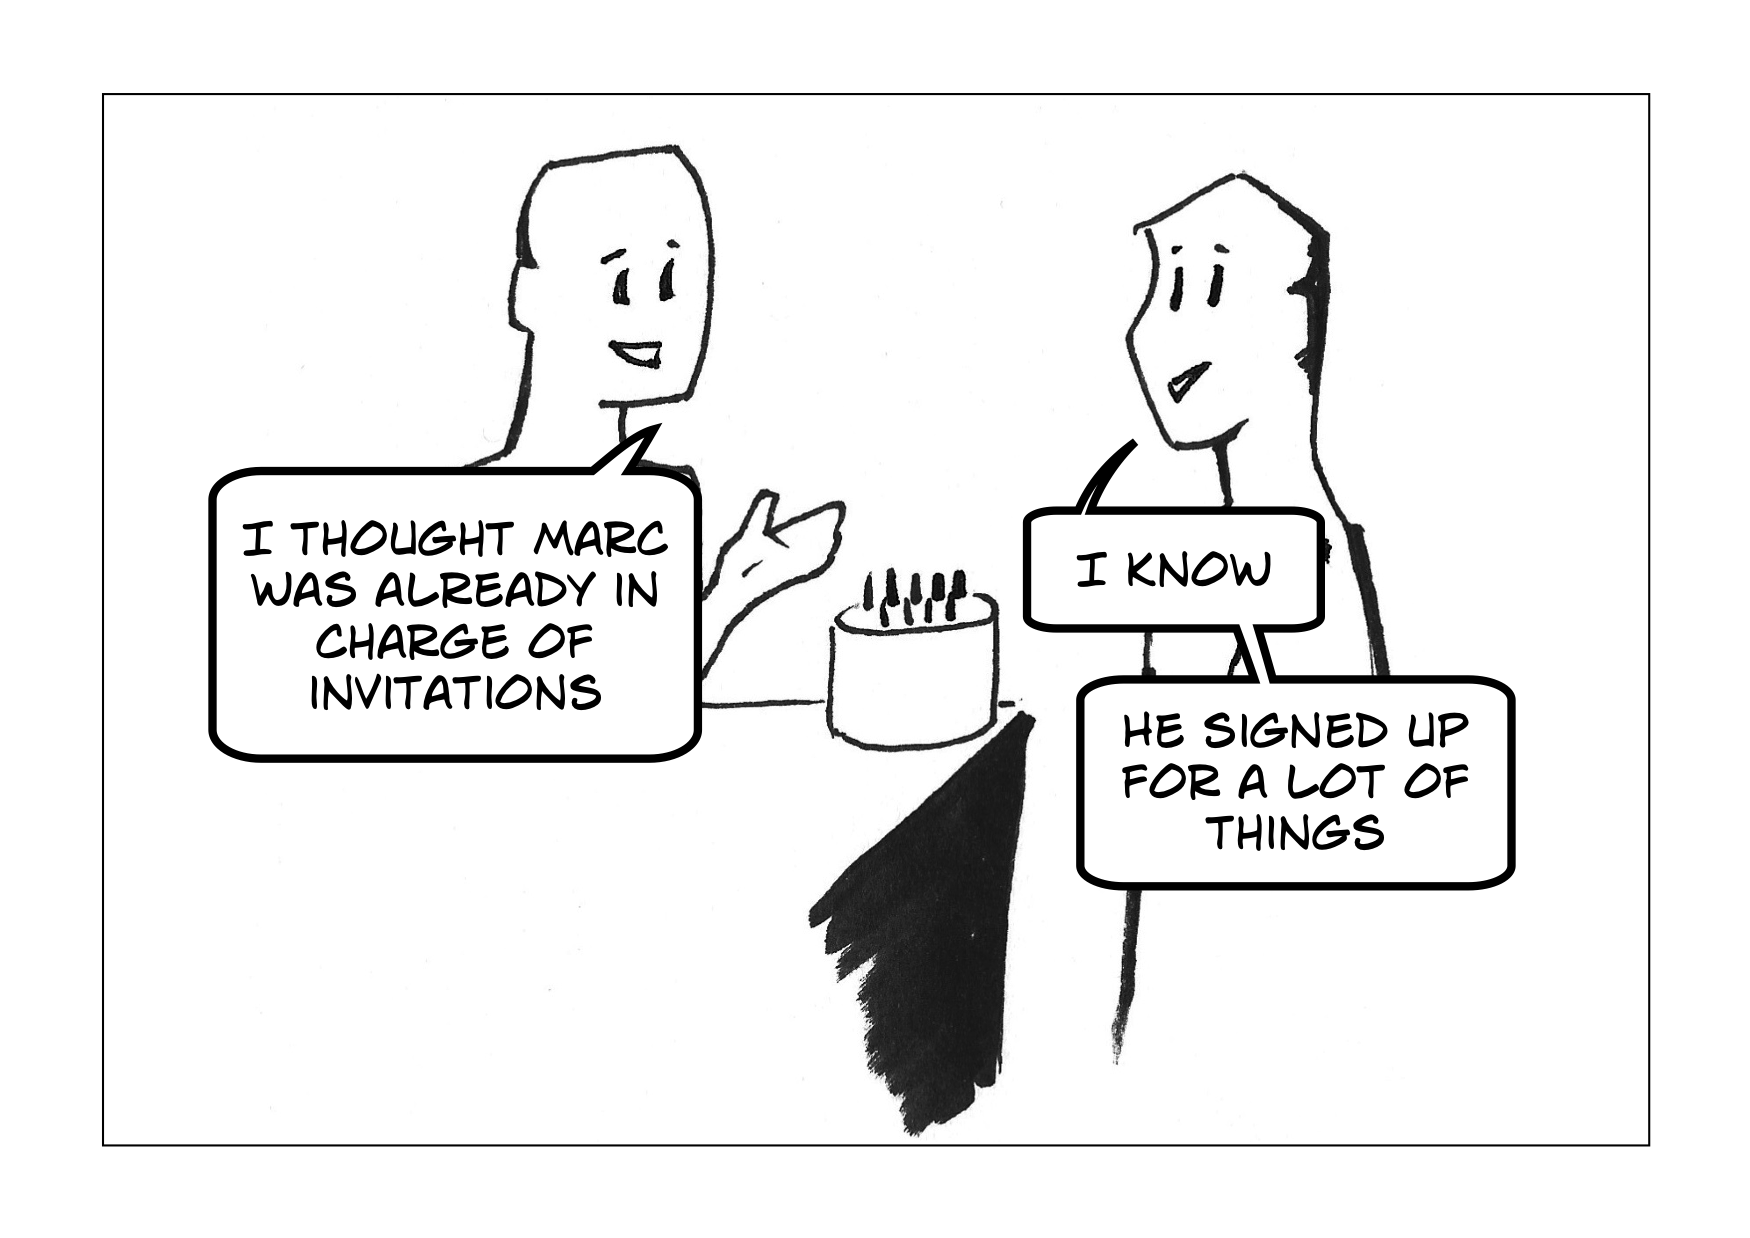 I THOUGHT MARC
WAS ALREADY IN
CHARGE OF
INVITATIONS
I KNOW
HE SIGNED UP
FOR A LOT OF
THINGS